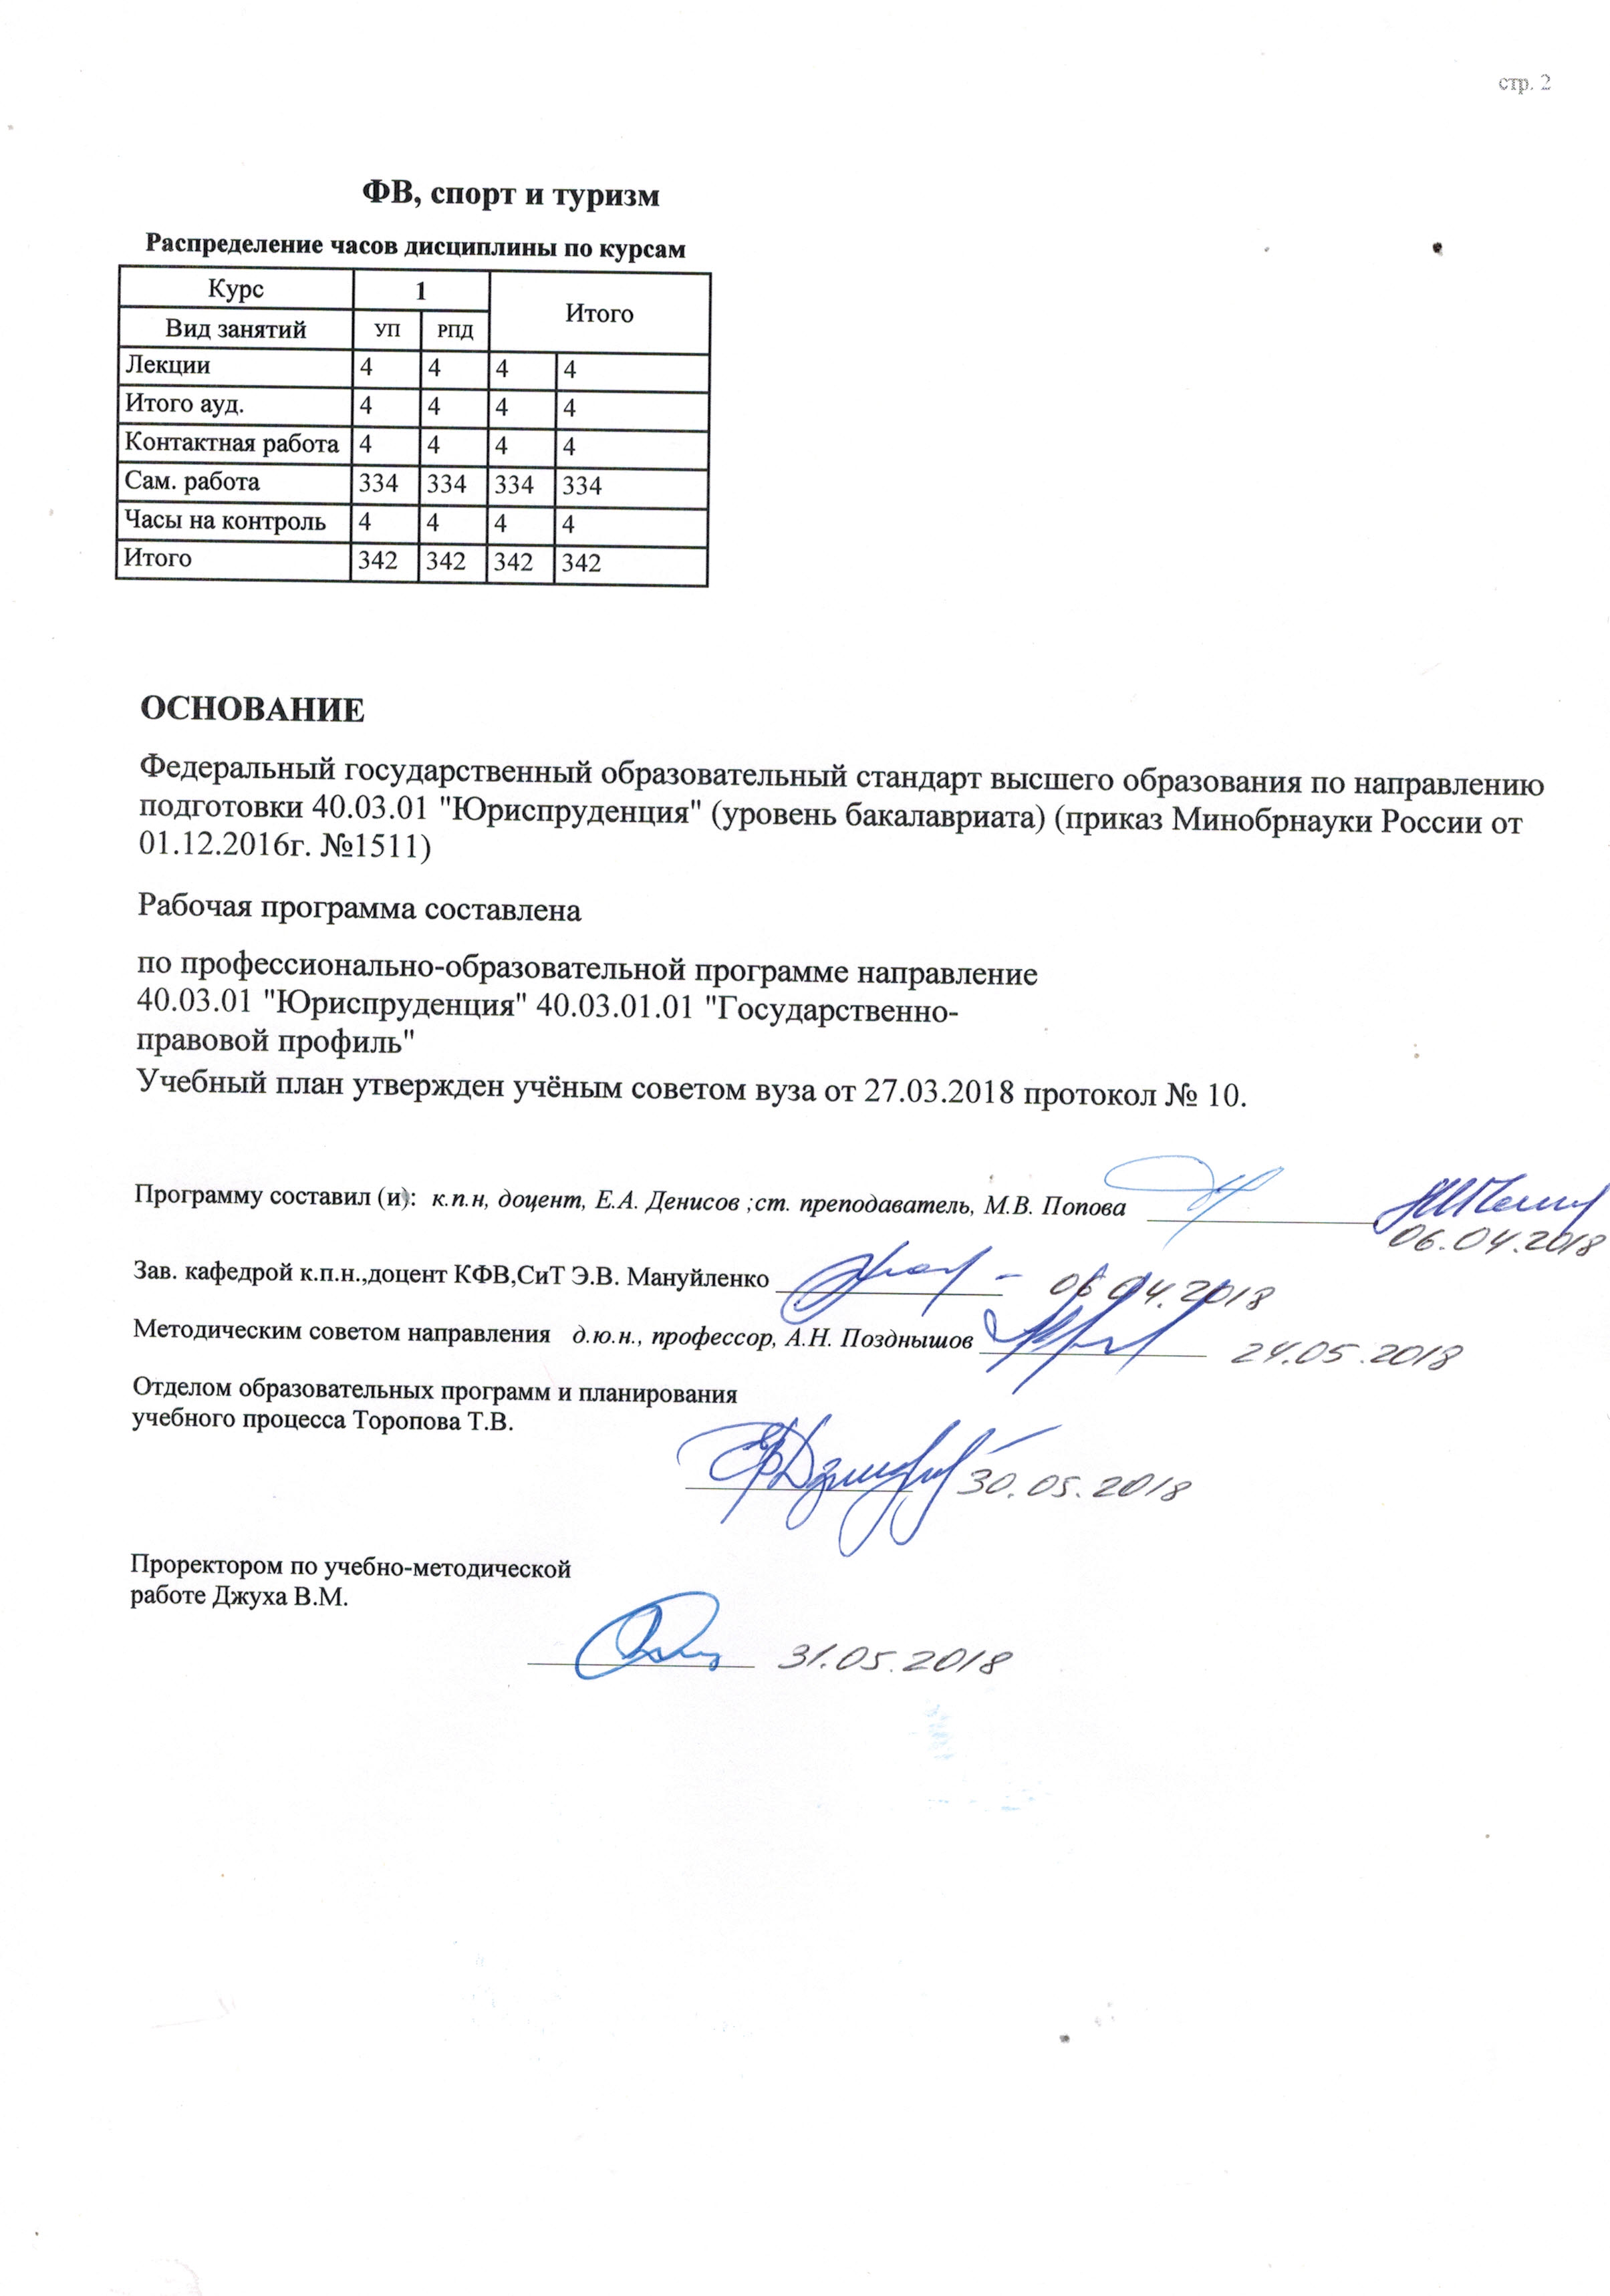 стр. 2
ФВ, спорт и туризм
Распределение часов дисциплины по курсам
Курс 1 Итого
Вид занятий УП РПД
Лекции 4 4 4 4
Итого ауд. 4 4 4 4
Контактная работа 4 4 4 4
Сам. работа 334 334 334 334
Часы на контроль 4 4 4 4
Итого 342 342 342 342
ОСНОВАНИЕ
Федеральный государственный образовательный стандарт высшего образования по направлению
подготовки 40.03.01 "Юриспруденция" (уровень бакалавриата) (приказ Минобрнауки России от
01.12.2016г. №1511)
Рабочая программа составлена
по профессионально-образовательной программе направление
40.03.01 "Юриспруденция" 40.03.01.01 "Государственно-
правовой профиль"
Учебный план утвержден учёным советом вуза от 27.03.2018 протокол № 10.
Программу составил (и): к.п.н, доцент, Е.А. Денисов ;ст. преподаватель, М.В. Попова
06.04.2018
Зав. кафедрой к.п.н.,доцент КФВ,СиТ Э.В. Мануйленко 06 04.2018
Методическим советом направления д.ю.н., профессор, А.Н. Позднышов 24.05.2018
Отделом образовательных программ и планирования
учебного процесса Торопова Т.В.
30.05.2018
Проректором по учебно-методической
работе Джуха В.М.
31.05.2018